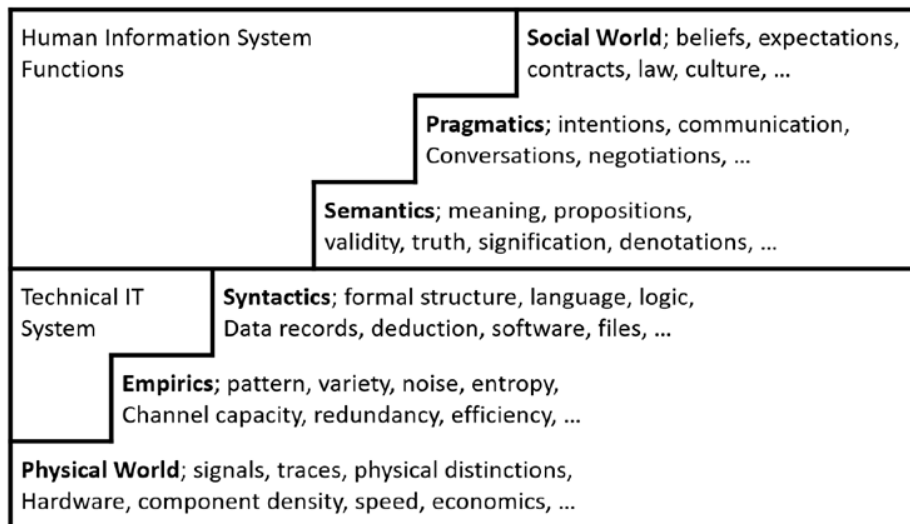 Human Information System
Functions
Social World; beliefs, expectations,
contracts, law, culture, ...
Pragmatics; intentions, communication,
Conversations, negotiations, ...
Semantics; meaning, propositions,
validity, truth, signification, denotations, ...
Technical IT
System
Syntactics; formal structure, language, logic,
Data records, deduction, software, files, ...
Empirics; pattern, variety, noise, entropy,
Channel capacity, redundancy, efficiency, ...
Physical World; signals, traces, physical distinctions,
Hardware, component density, speed, economics, ...